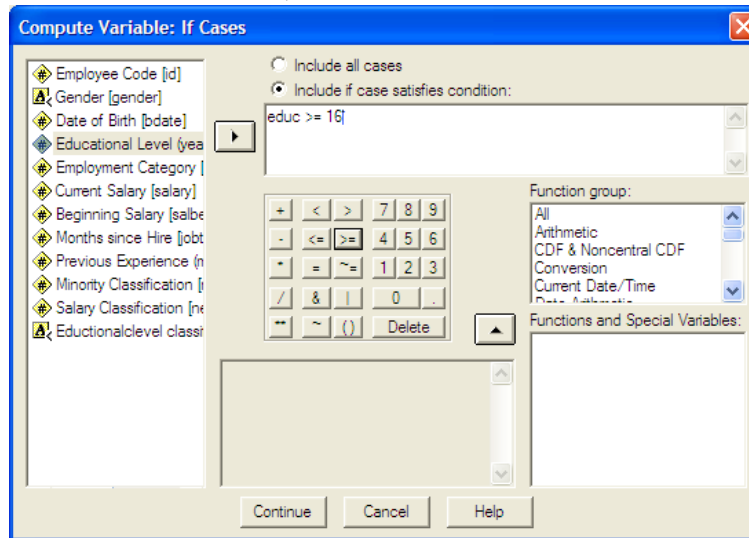 Compute Variable: If Cases
Employee Code [id]
Gender [gender]
Date of Birth [bdate]
Educational Level (yea
Employment Category [
Current Salary [salary]
Beginning Salary [salbe
Months since Hire [jobt
Previous Experience (m
Minority Classification [
Salary Classification [ne
Eductionalclevel classi
Include all cases
Include if case satisfies condition:
educ >= 16
+ < > 7 8 9
- <= >= 4 5 6
* = ~= 1 2 3
/ & | 0 .
** ~ () Delete
Function group:
All
Arithmetic
CDF & Noncentral CDF
Conversion
Current Date/Time
Date Arithmetic
Functions and Special Variables:
Continue Cancel Help